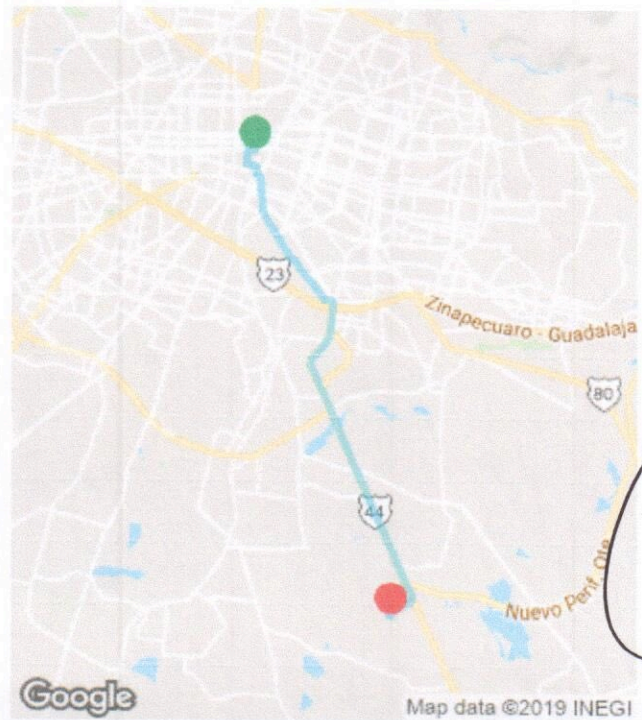 23
Zinapecuaro - Guadalaja
80
44
Nuevo Perif. Ote
Google
Map data ©2019 INEGI